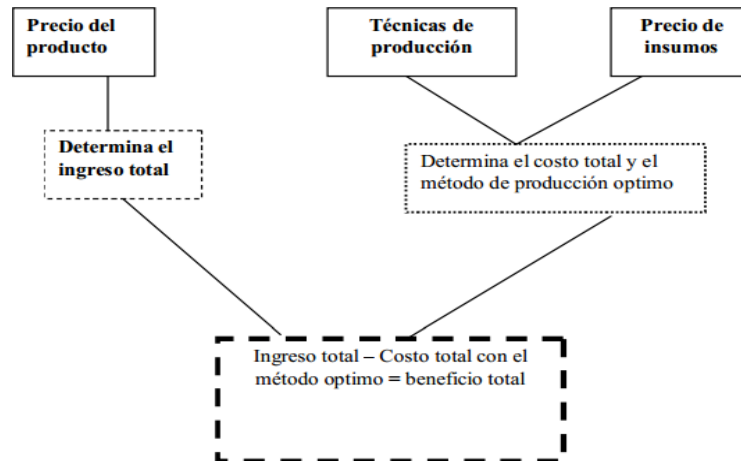 Precio del
producto
Técnicas de
producción
Precio de
insumos
Determina el
ingreso total
Determina el costo total y el
método de producción optimo
Ingreso total – Costo total con el
método optimo = beneficio total